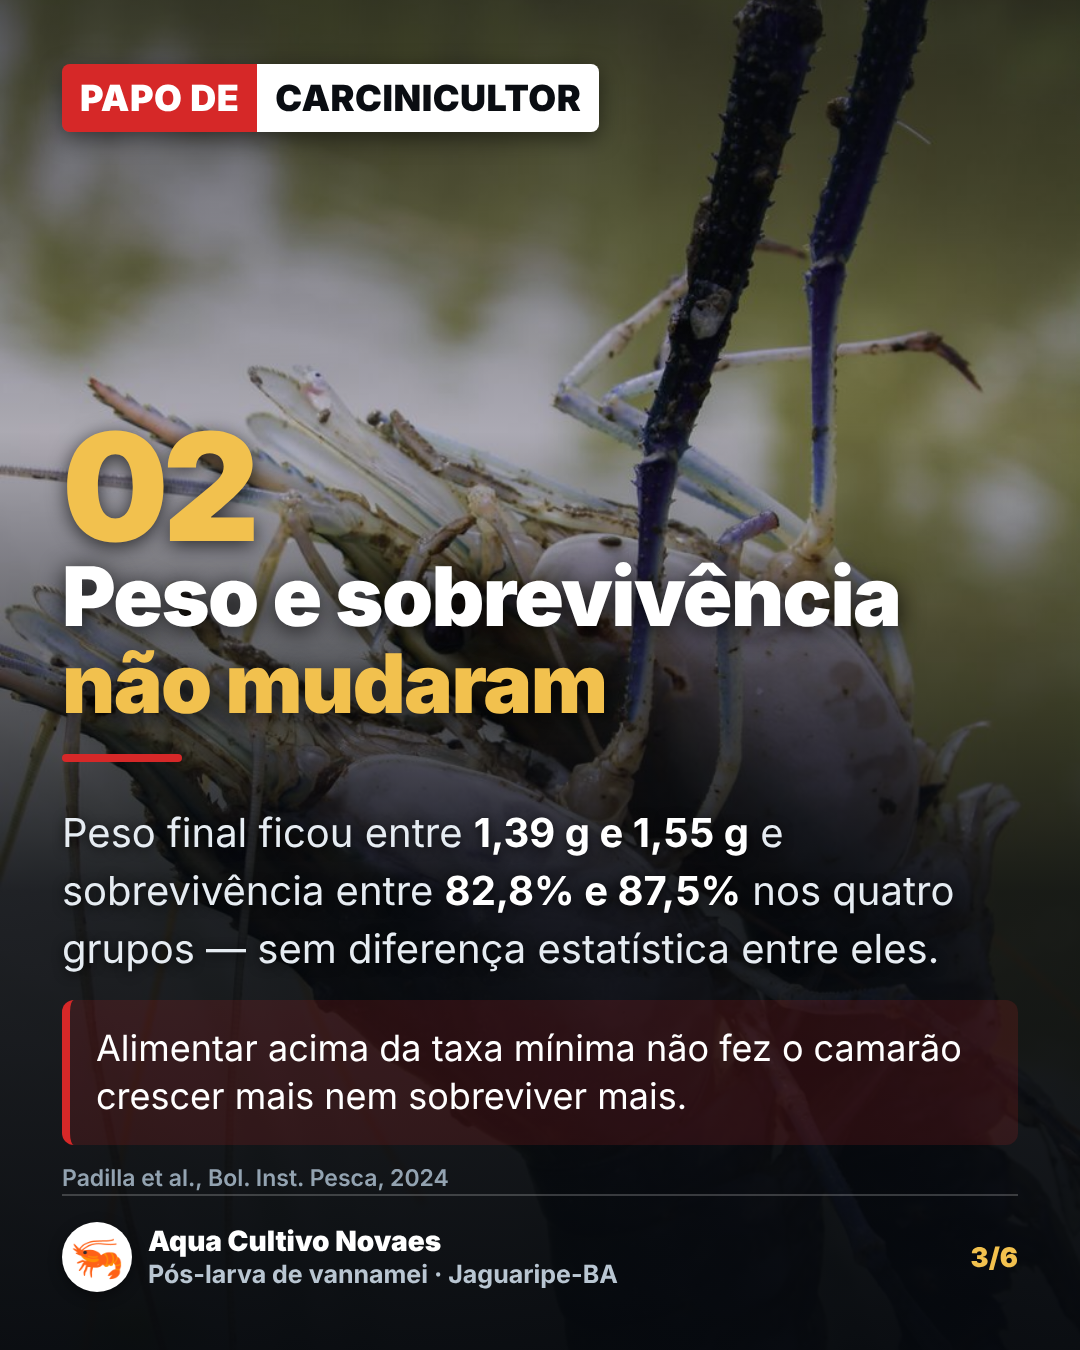 PAPO DE CARCINICULTOR
02
Peso e sobrevivência
não mudaram
Peso final ficou entre 1,39 g e 1,55 g e
sobrevivência entre 82,8% e 87,5% nos quatro
grupos — sem diferença estatística entre eles.
Alimentar acima da taxa mínima não fez o camarão
crescer mais nem sobreviver mais.
Padilla et al., Bol. Inst. Pesca, 2024
Aqua Cultivo Novaes
Pós-larva de vannamei · Jaguaripe-BA
3/6